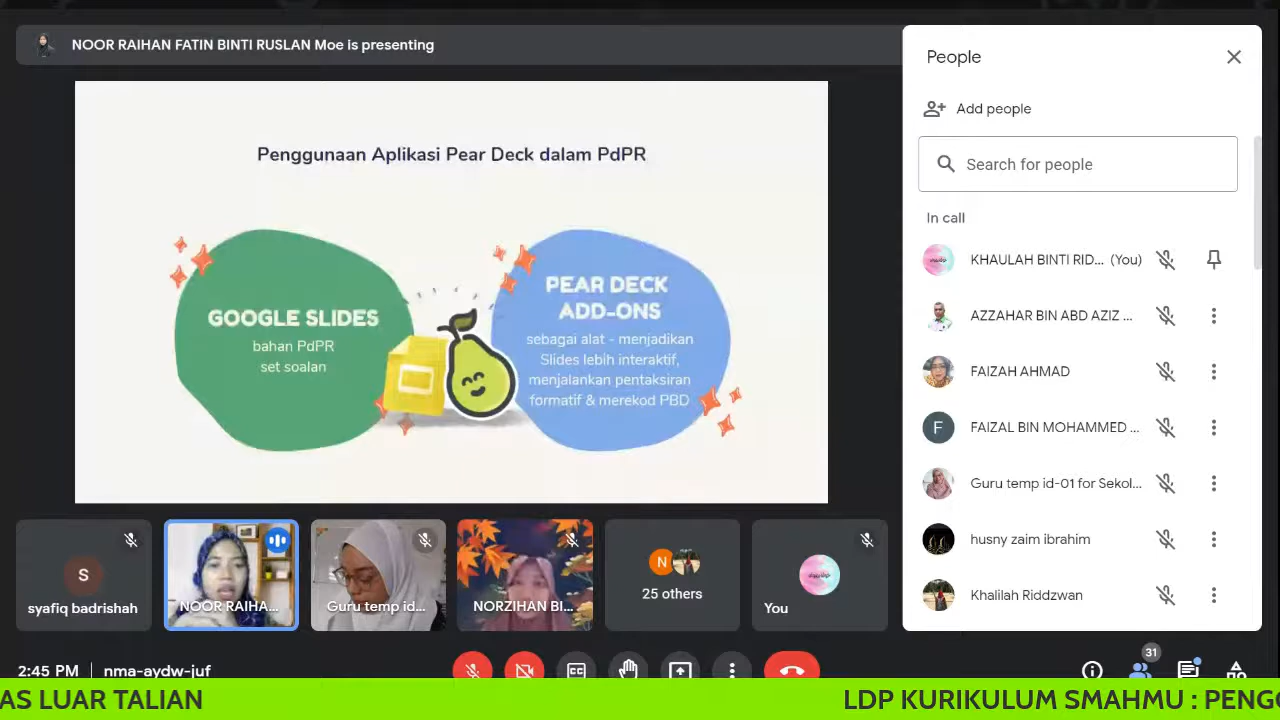 NOOR RAIHAN FATIN BINTI RUSLAN Moe is presenting
Penggunaan Aplikasi Pear Deck dalam PdPR
GOOGLE SLIDES
bahan PdPR
set soalan
PEAR DECK
ADD-ONS
sebagai alat - menjadikan
Slides lebih interaktif,
menjalankan pentaksiran
formatif & merekod PBD
People
Add people
Search for people
In call
KHAULAH BINTI RID... (You)
AZZAHAR BIN ABD AZIZ ...
FAIZAH AHMAD
F
FAIZAL BIN MOHAMMED ...
Guru temp id-01 for Sekol...
husny zaim ibrahim
Khalilah Riddzwan
S
syafiq badrishah
NOOR RAIHA...
Guru temp id...
NORZIHAN BI...
N
25 others
You
2:45 PM | nma-aydw-juf
CC
31
AS LUAR TALIAN
LDP KURIKULUM SMAHMU : PENGG